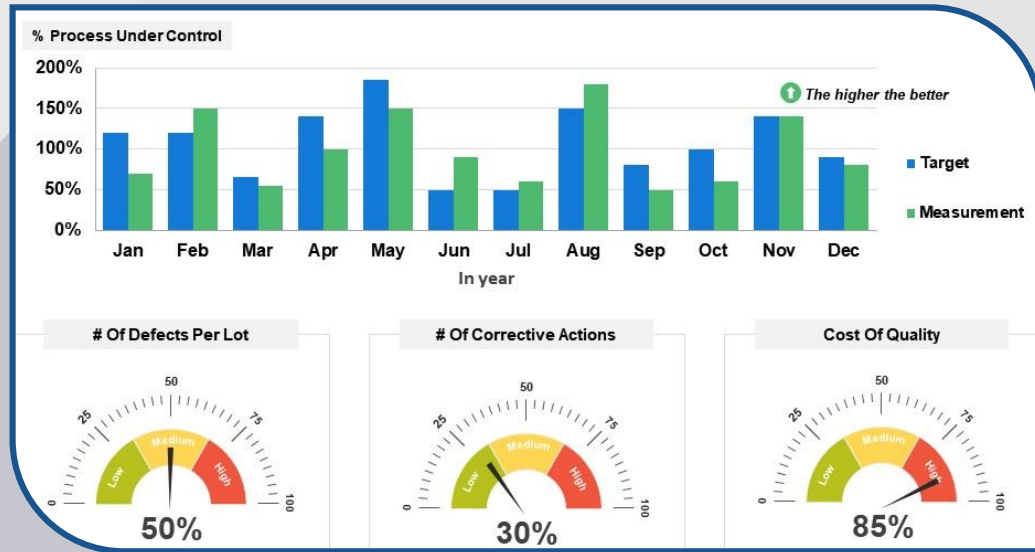 % Process Under Control
200%
150%
100%
50%
0%
The higher the better
Target
Measurement
Jan Feb Mar Apr May Jun Jul Aug Sep Oct Nov Dec
In year
# Of Defects Per Lot
0 25 50 75 100
Low Medium High
50%
# Of Corrective Actions
0 25 50 75 100
Low Medium High
30%
Cost Of Quality
0 25 50 75 100
Low Medium High
85%